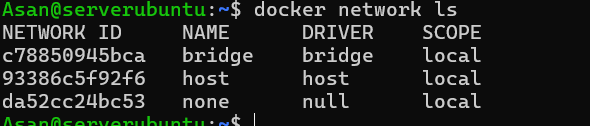 Asan@serverubuntu:~$ docker network ls
NETWORK ID     NAME      DRIVER    SCOPE
c78850945bca   bridge    bridge    local
93386c5f92f6   host      host      local
da52cc24bc53   none      null      local
Asan@serverubuntu:~$